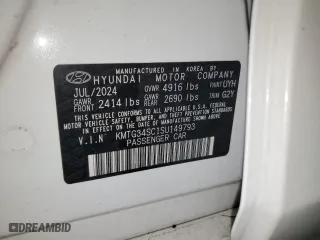 MANUFACTURED IN KOREA BY
HYUNDAI MOTOR COMPANY
JUL/2024 GVWR 4916 lbs PAINT UYH
GAWR FRONT 2414 lbs GAWR REAR 2690 lbs TRIM GZY
THIS VEHICLE CONFORMS TO ALL APPLICABLE U.S. FEDERAL
MOTOR VEHICLE SAFETY, BUMPER, AND THEFT PREVENTION
STANDARDS IN EFFECT ON THE DATE OF MANUFACTURE SHOWN ABOVE.
V.I.N KMTG34SC1SU149793
PASSENGER CAR